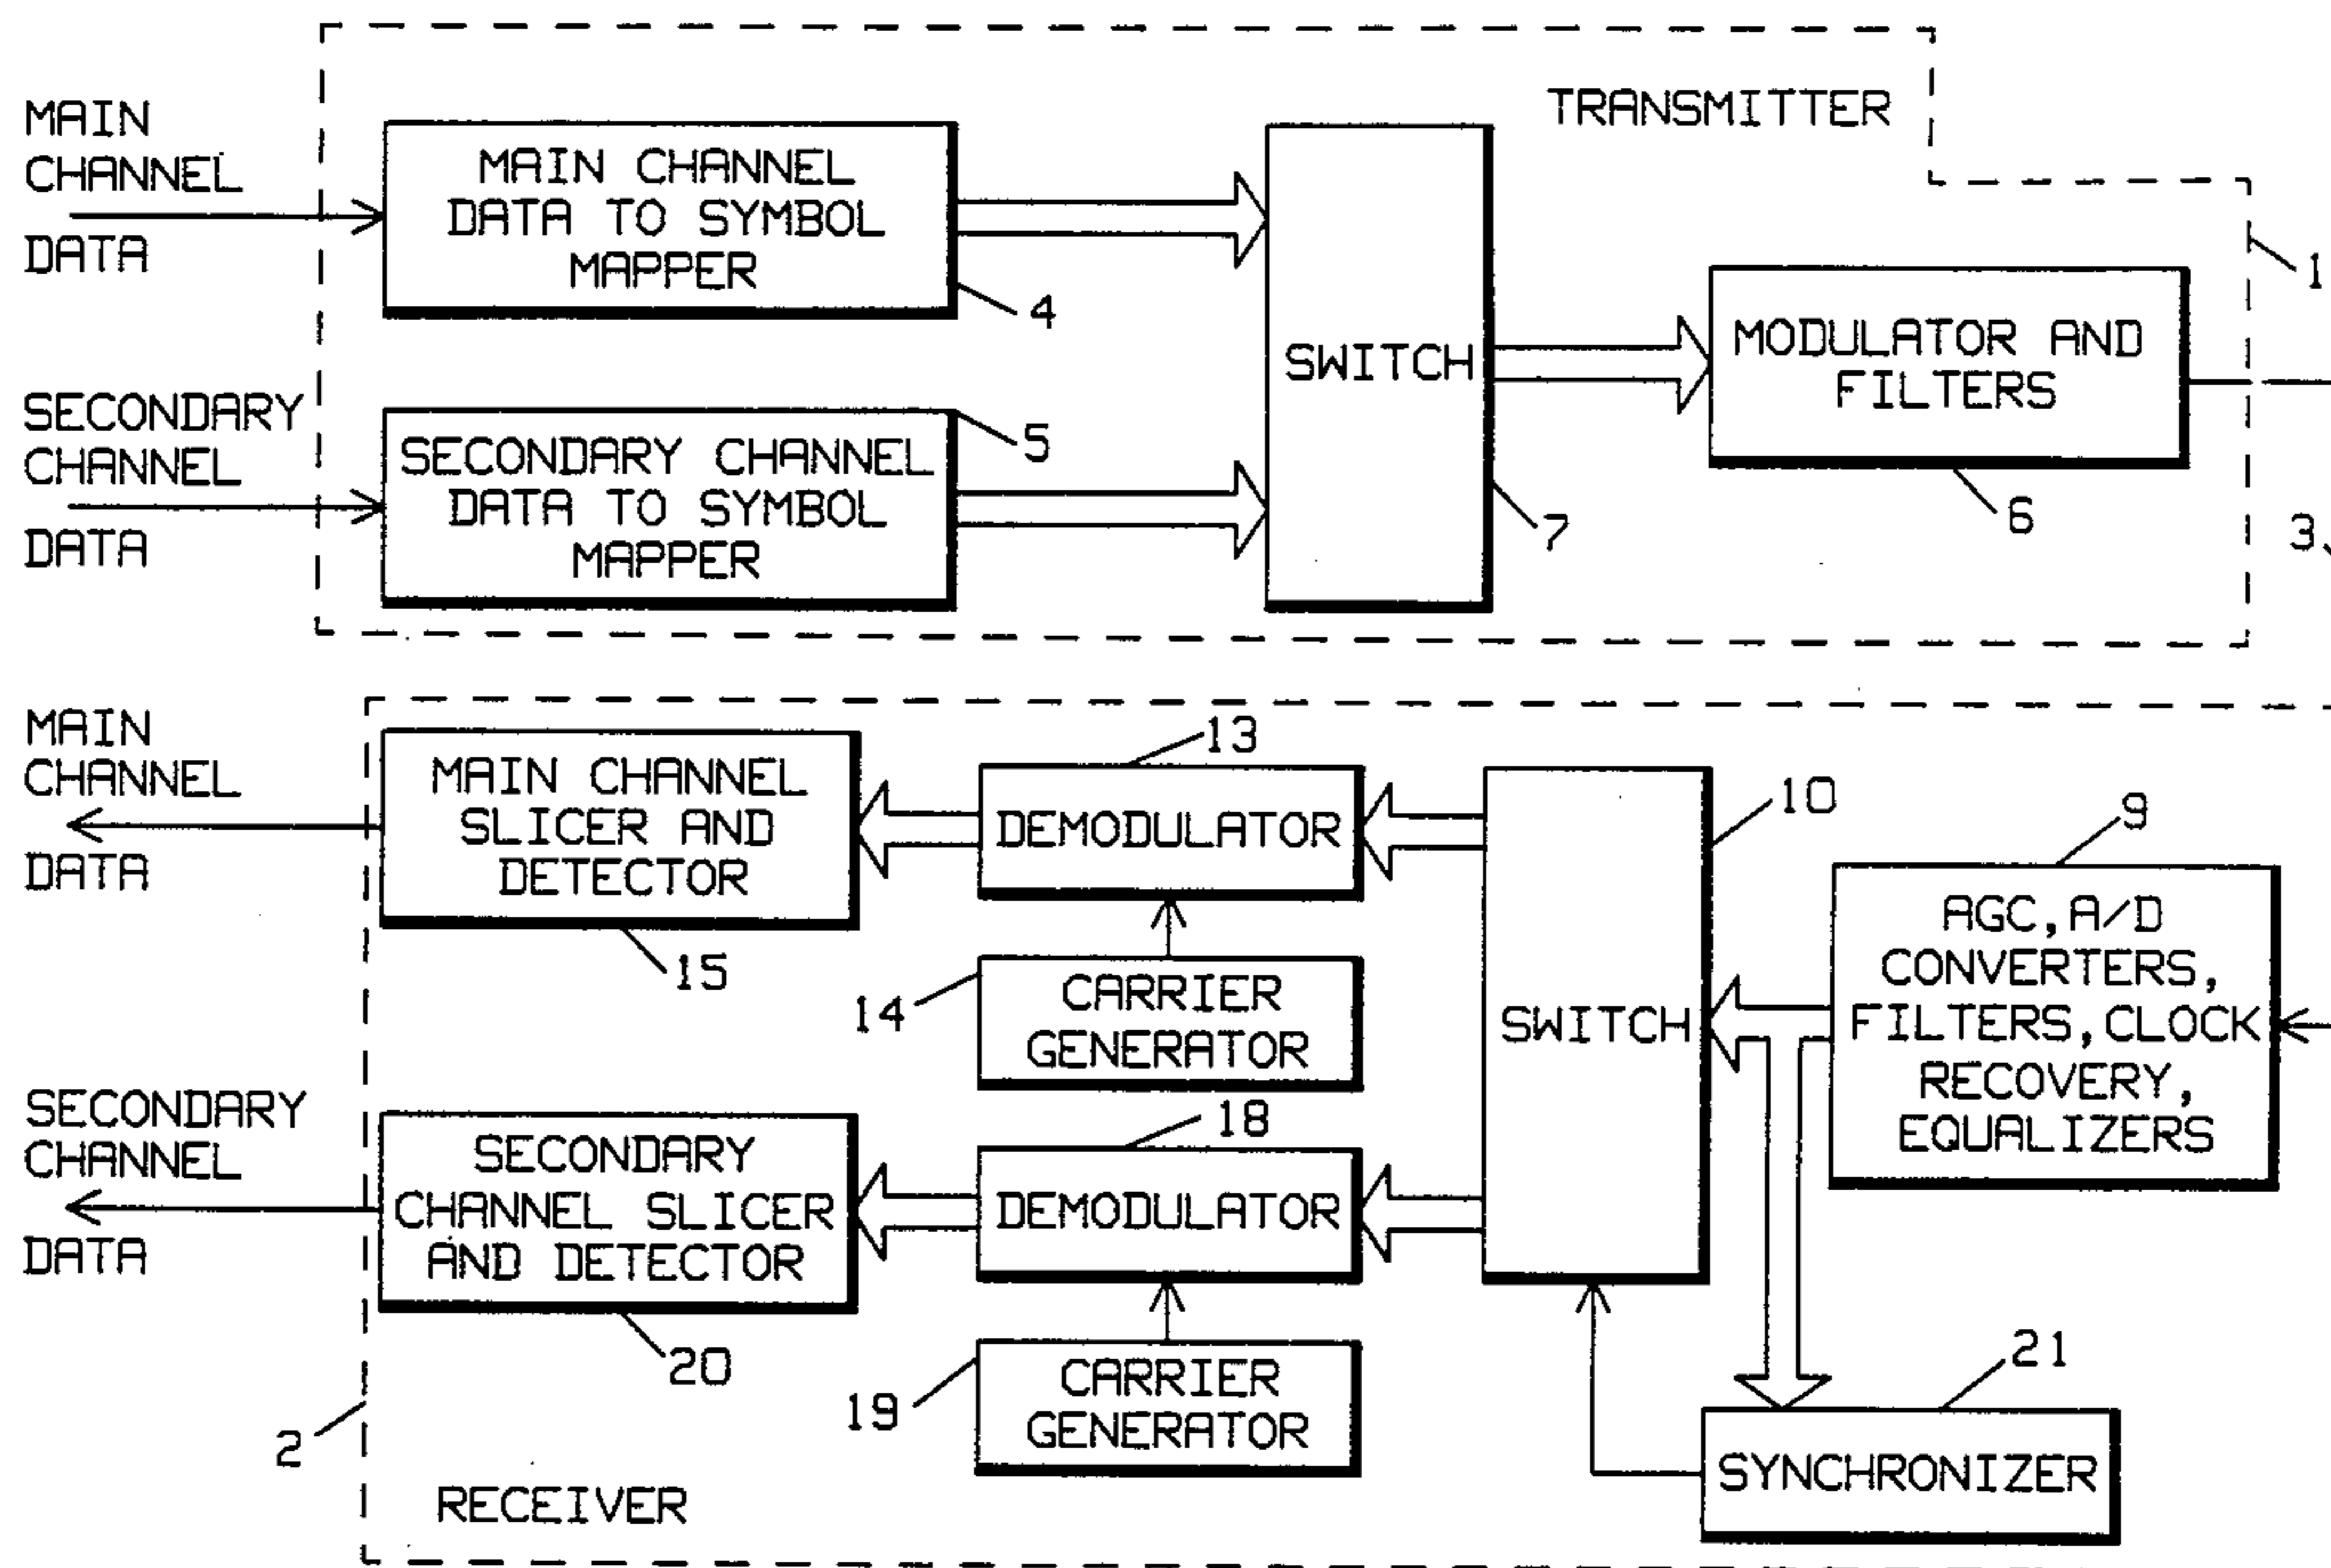 MAIN
CHANNEL
DATA
MAIN CHANNEL
DATA TO SYMBOL
MAPPER
4
TRANSMITTER
SECONDARY
CHANNEL
DATA
SECONDARY CHANNEL
DATA TO SYMBOL
MAPPER
5
SWITCH
7
MODULATOR AND
FILTERS
6
1
3
MAIN
CHANNEL
DATA
MAIN CHANNEL
SLICER AND
DETECTOR
15
DEMODULATOR
13
CARRIER
GENERATOR
14
SWITCH
10
AGC, A/D
CONVERTERS,
FILTERS, CLOCK
RECOVERY,
EQUALIZERS
9
SECONDARY
CHANNEL
DATA
SECONDARY
CHANNEL SLICER
AND DETECTOR
20
DEMODULATOR
18
CARRIER
GENERATOR
19
SYNCHRONIZER
21
2
RECEIVER